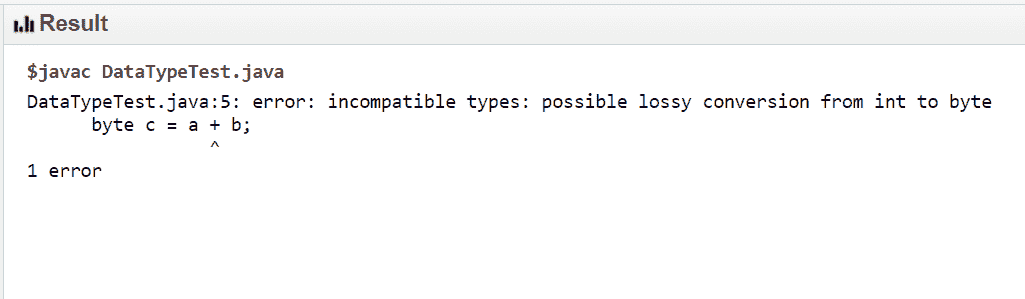 Result
$javac DataTypeTest.java
DataTypeTest.java:5: error: incompatible types: possible lossy conversion from int to byte
      byte c = a + b;
                 ^
1 error